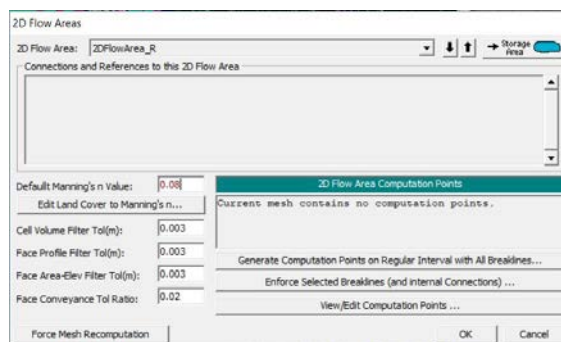 2D Flow Areas
2D Flow Area: 2DFlowArea_R
Storage Area
Connections and References to this 2D Flow Area
Default Manning's n Value: 0.08
Edit Land Cover to Manning's n...
Cell Volume Filter Tol(m): 0.003
Face Profile Filter Tol(m): 0.003
Face Area-Elev Filter Tol(m): 0.003
Face Conveyance Tol Ratio: 0.02
2D Flow Area Computation Points
Current mesh contains no computation points.
Generate Computation Points on Regular Interval with All Breaklines...
Enforce Selected Breaklines (and internal Connections) ...
View/Edit Computation Points ...
Force Mesh Recomputation
OK
Cancel